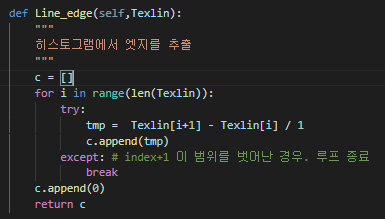 def Line_edge(self,Texlin):
    """
    히스토그램에서 엣지를 추출
    """
    c = []
    for i in range(len(Texlin)):
        try:
            tmp =  Texlin[i+1] - Texlin[i] / 1
            c.append(tmp)
        except: # index+1 이 범위를 벗어난 경우. 루프 종료
            break
    c.append(0)
    return c